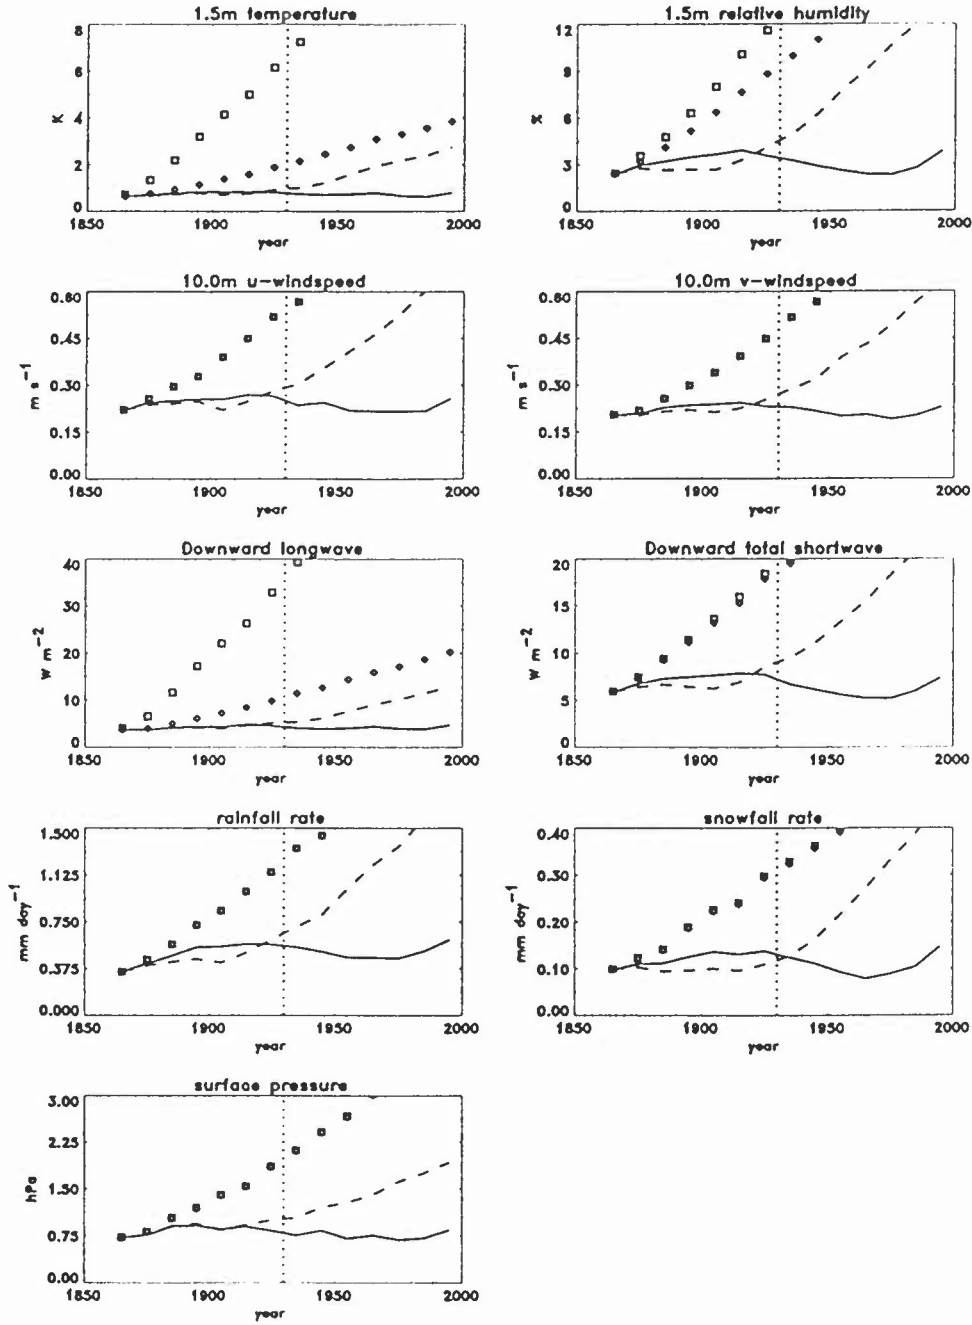 1.5m temperature
8
6
4
2
0
K
1850 1900 1950 2000
year
1.5m relative humidity
12
9
6
3
0
%
1850 1900 1950 2000
year
10.0m u-windspeed
0.60
0.45
0.30
0.15
0.00
m s⁻¹
1850 1900 1950 2000
year
10.0m v-windspeed
0.60
0.45
0.30
0.15
0.00
m s⁻¹
1850 1900 1950 2000
year
Downward longwave
40
30
20
10
0
W m⁻²
1850 1900 1950 2000
year
Downward total shortwave
20
15
10
5
0
W m⁻²
1850 1900 1950 2000
year
rainfall rate
1.500
1.125
0.750
0.375
0.000
mm day⁻¹
1850 1900 1950 2000
year
snowfall rate
0.40
0.30
0.20
0.10
0.00
mm day⁻¹
1850 1900 1950 2000
year
surface pressure
3.00
2.25
1.50
0.75
0.00
hPa
1850 1900 1950 2000
year